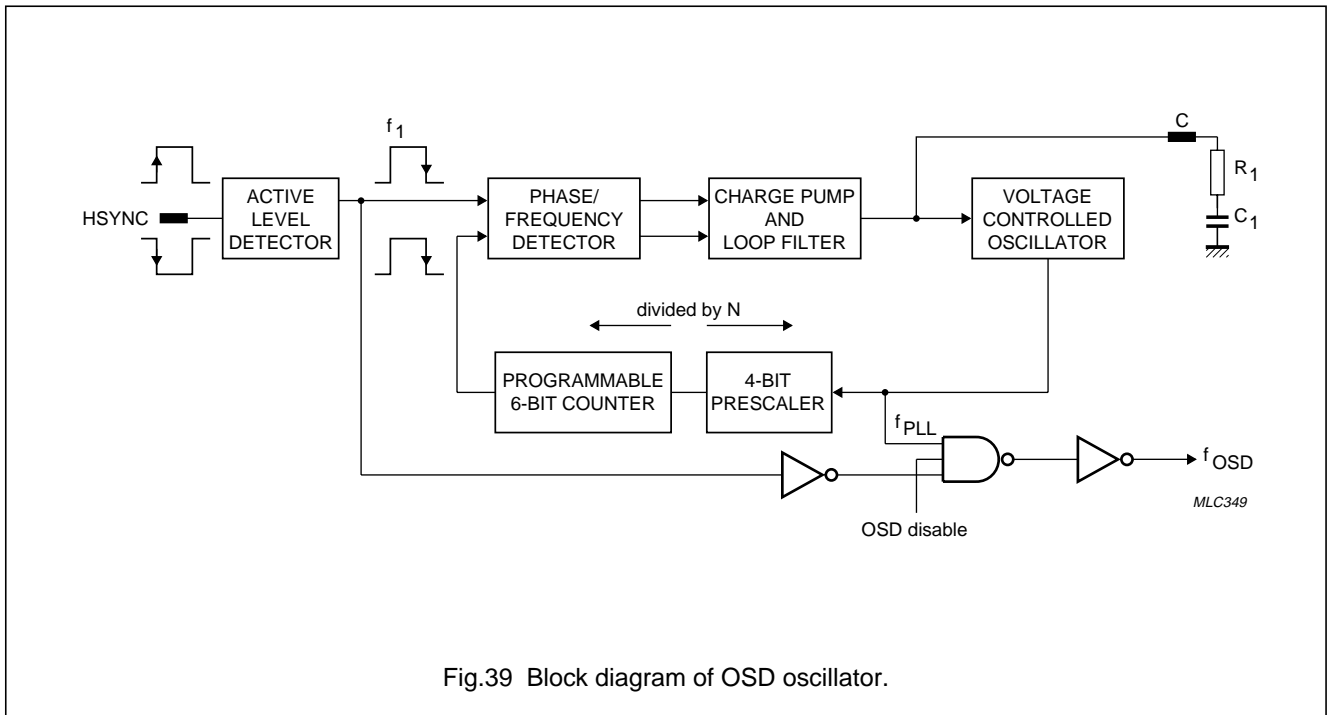 f1
C
R1
C1
HSYNC
ACTIVE
LEVEL
DETECTOR
PHASE/
FREQUENCY
DETECTOR
CHARGE PUMP
AND
LOOP FILTER
VOLTAGE
CONTROLLED
OSCILLATOR
divided by N
PROGRAMMABLE
6-BIT COUNTER
4-BIT
PRESCALER
fPLL
fOSD
MLC349
OSD disable
Fig.39 Block diagram of OSD oscillator.